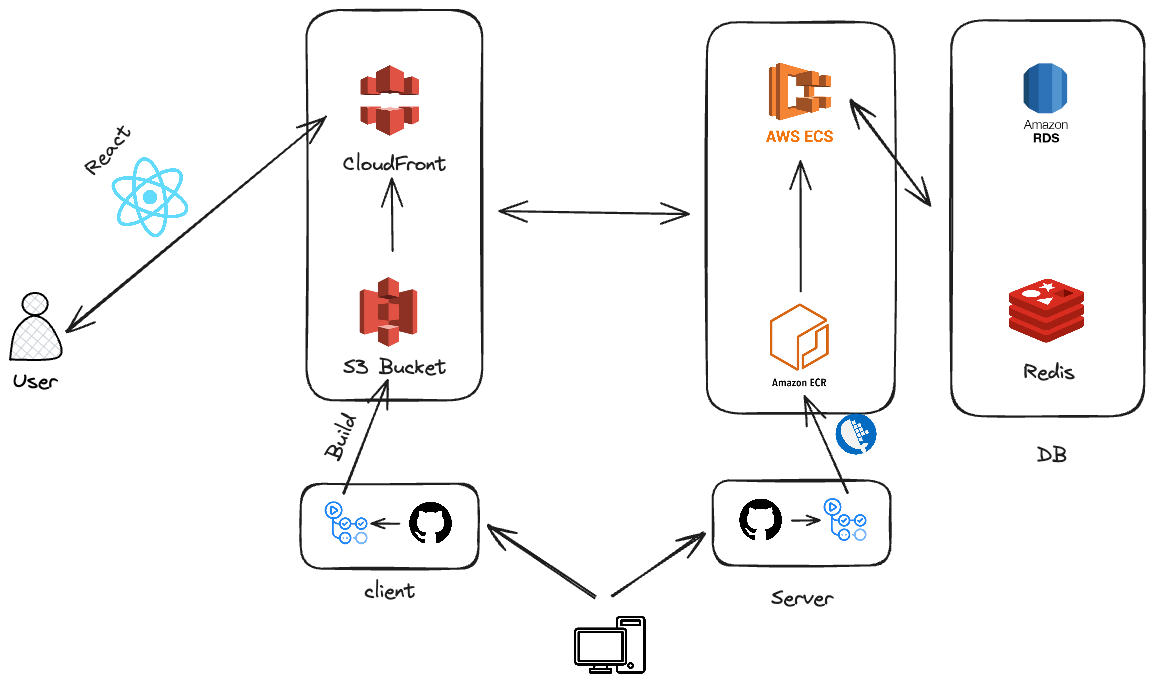 React
CloudFront
AWS ECS
Amazon
RDS
User
S3 Bucket
Amazon ECR
Redis
Build
DB
client
Server